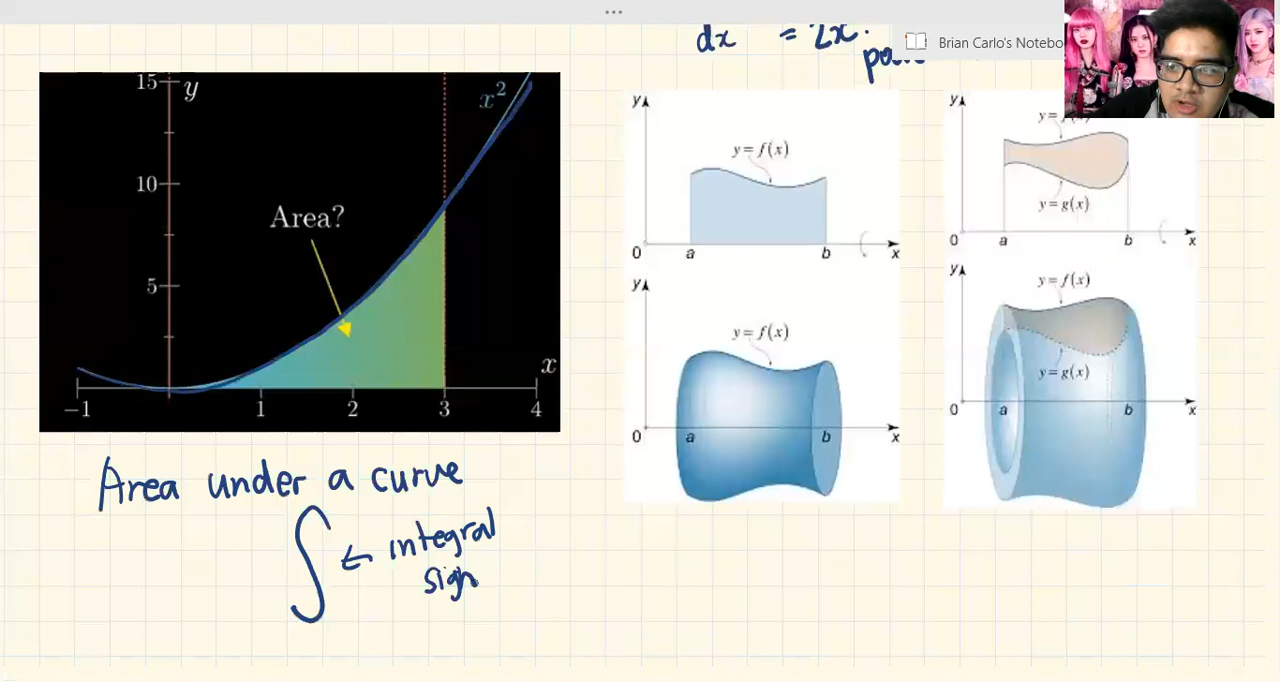 ...
dx = 2x.
Brian Carlo's Notebo
15
y
x²
10
Area?
5
x
−1 1 2 3 4
Area under a curve
∫ ← integral
sign
y
y = f(x)
0 a b x
y
y = f(x)
0 a b x
y
y = g(x)
0 a b x
y
y = f(x)
y = g(x)
0 a b x